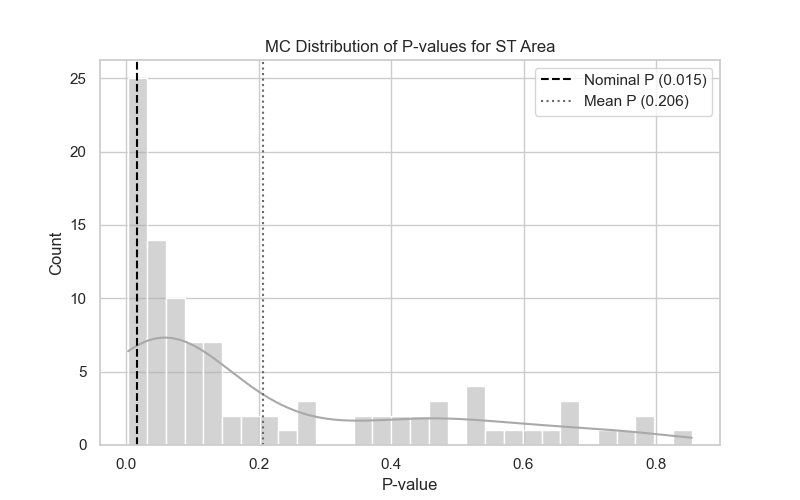 MC Distribution of P-values for ST Area
Nominal P (0.015)
Mean P (0.206)
Count
25
20
15
10
5
0
0.0 0.2 0.4 0.6 0.8
P-value